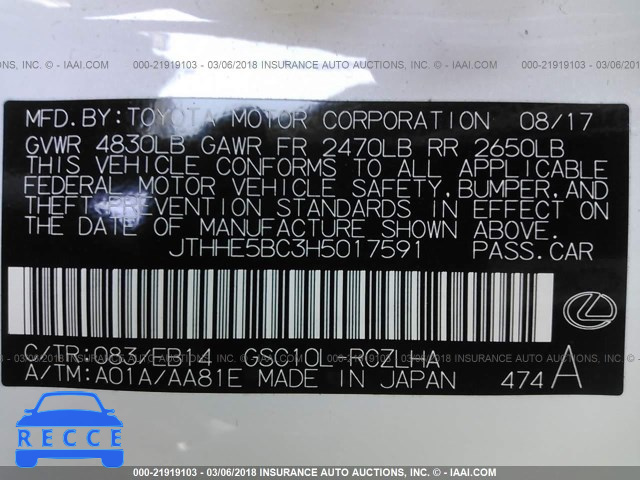 000-21919103 - 03/06/2018 INSURANCE AUTO AUCTIONS, INC. - IAAI.COM
MFD.BY:TOYOTA MOTOR CORPORATION 08/17
GVWR 4830LB GAWR FR 2470LB RR 2650LB
THIS VEHICLE CONFORMS TO ALL APPLICABLE
FEDERAL MOTOR VEHICLE SAFETY,BUMPER,AND
THEFT PREVENTION STANDARDS IN EFFECT ON
THE DATE OF MANUFACTURE SHOWN ABOVE.
JTHHE5BC3H5017591 PASS.CAR
C/TR:083/EB14 GSC10L-RCZLHA
A/TM:A01A/AA81E MADE IN JAPAN 474A
RECCE
000-21919103 - 03/06/2018 INSURANCE AUTO AUCTIONS, INC. - IAAI.COM